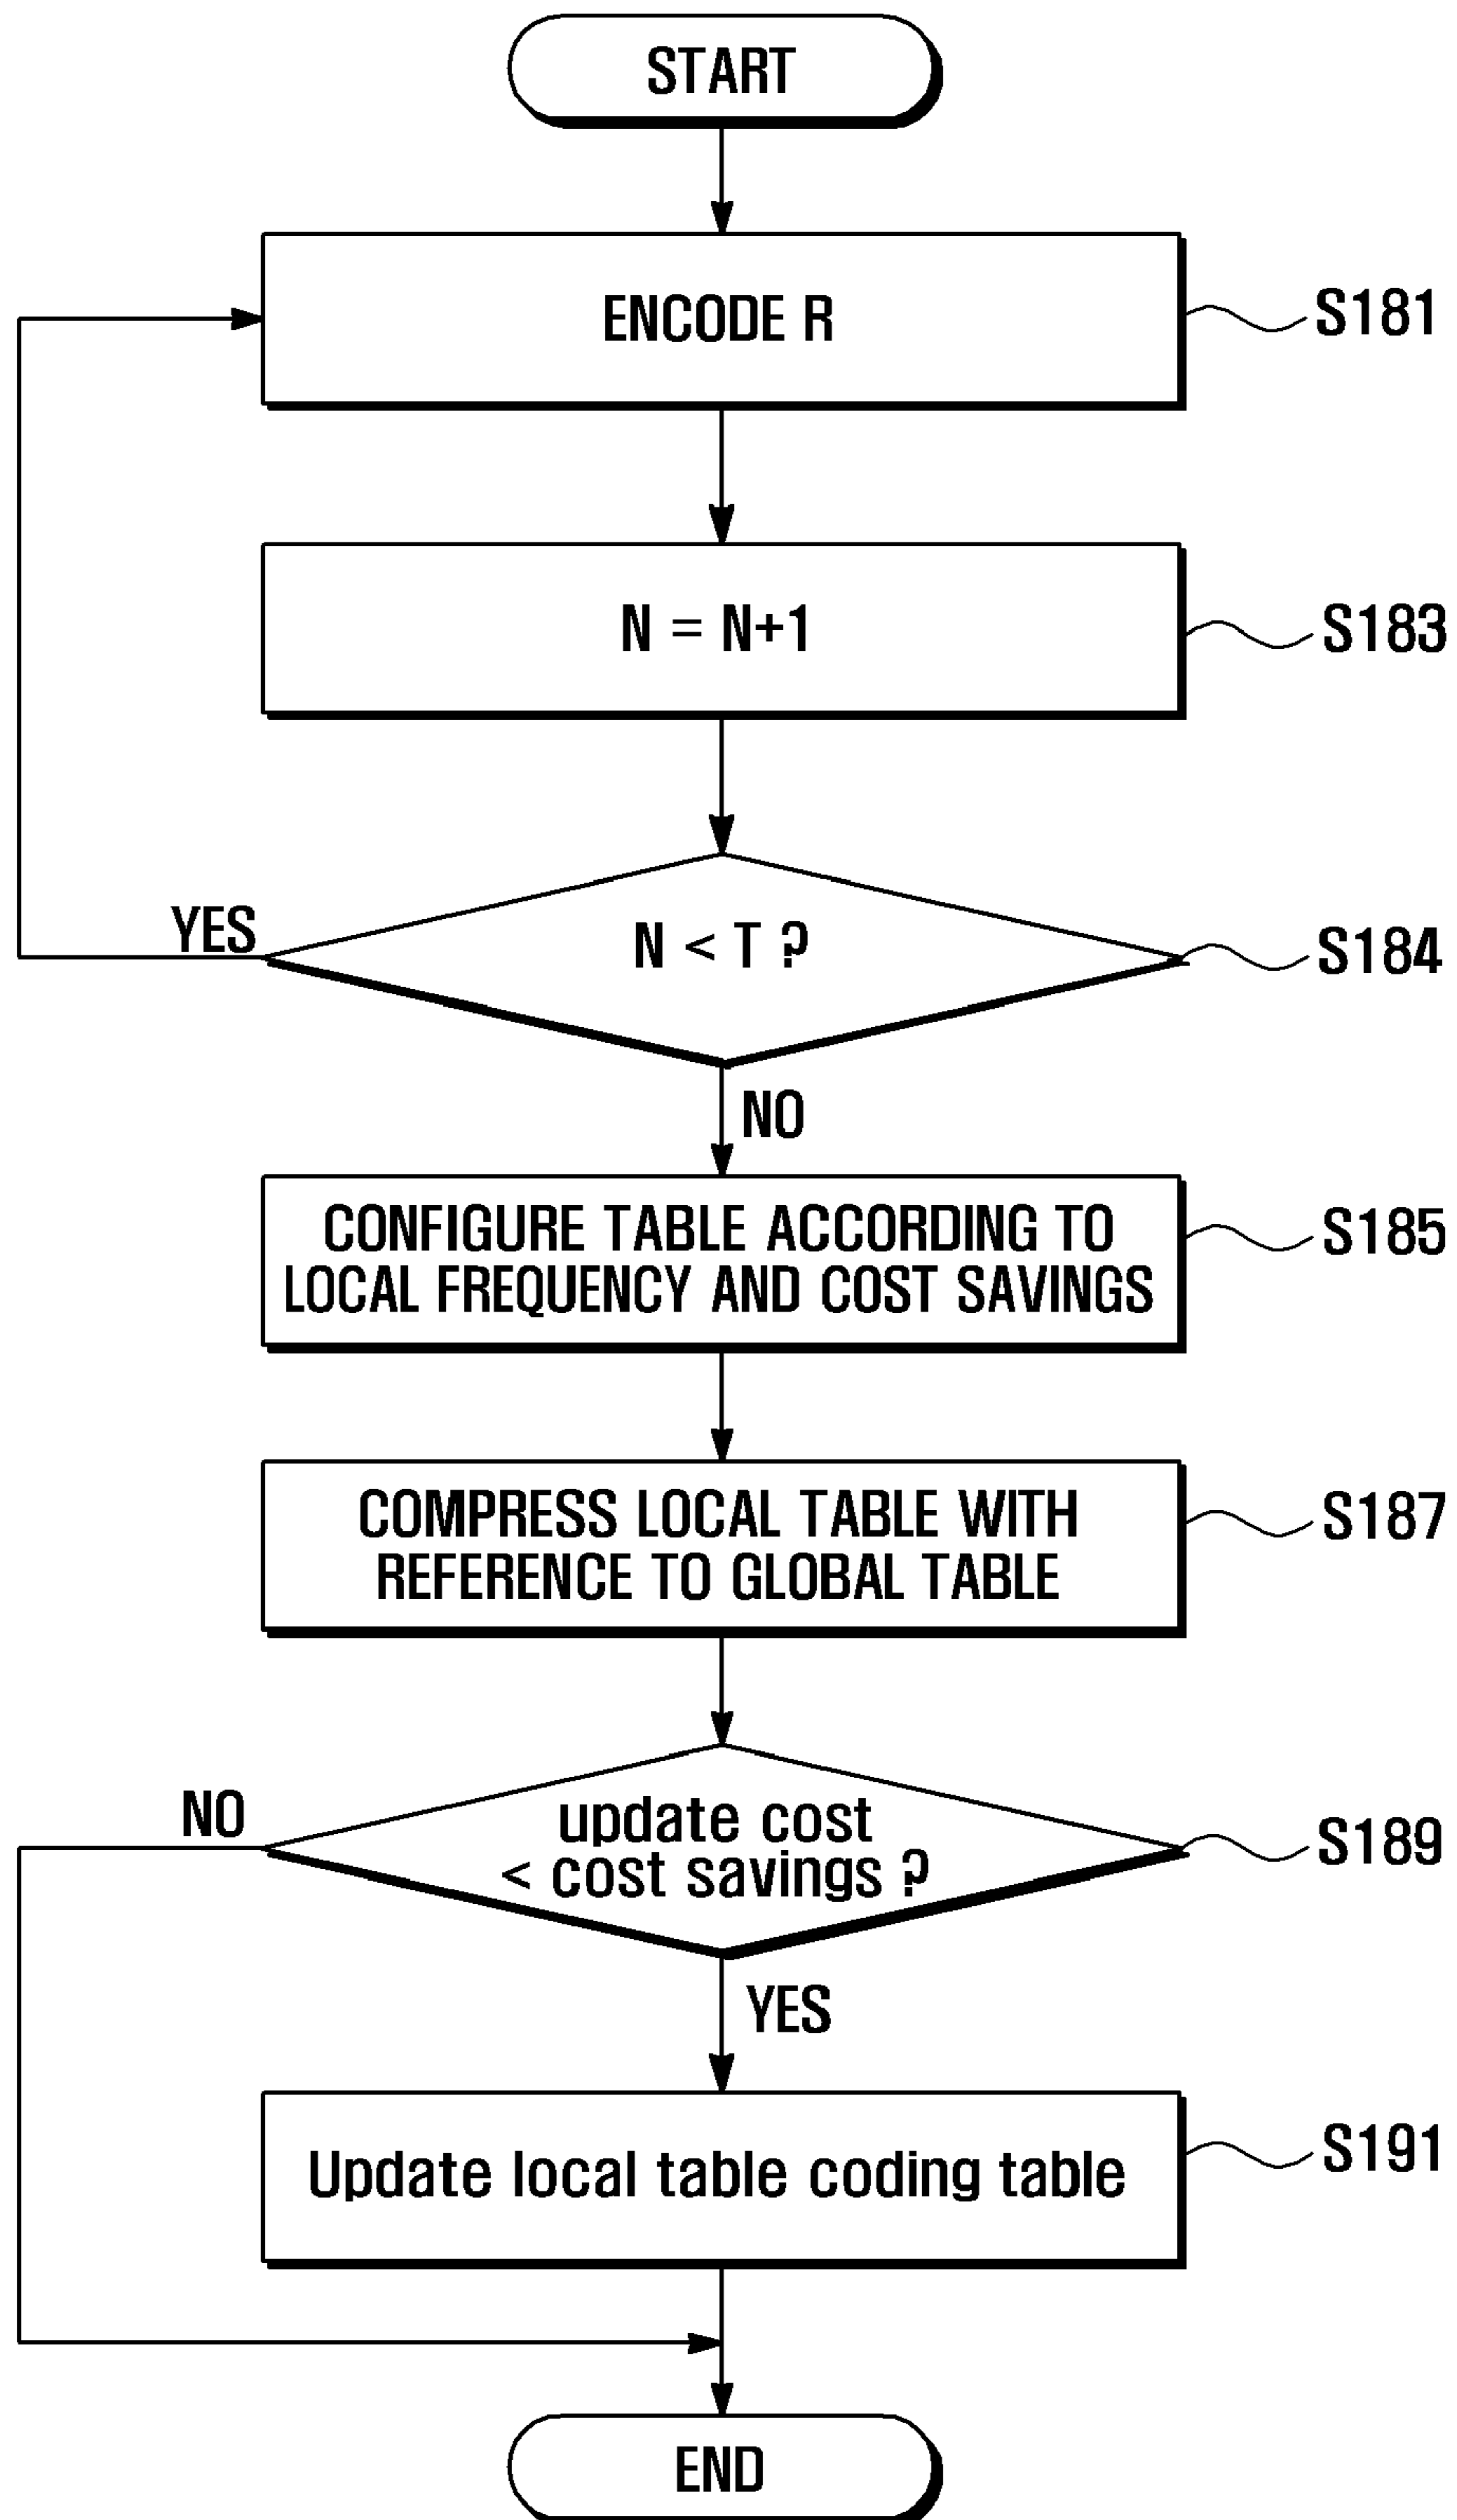 START
ENCODE R
S181
N = N+1
S183
YES
N < T ?
S184
NO
CONFIGURE TABLE ACCORDING TO
LOCAL FREQUENCY AND COST SAVINGS
S185
COMPRESS LOCAL TABLE WITH
REFERENCE TO GLOBAL TABLE
S187
NO
update cost
< cost savings ?
S189
YES
Update local table coding table
S191
END